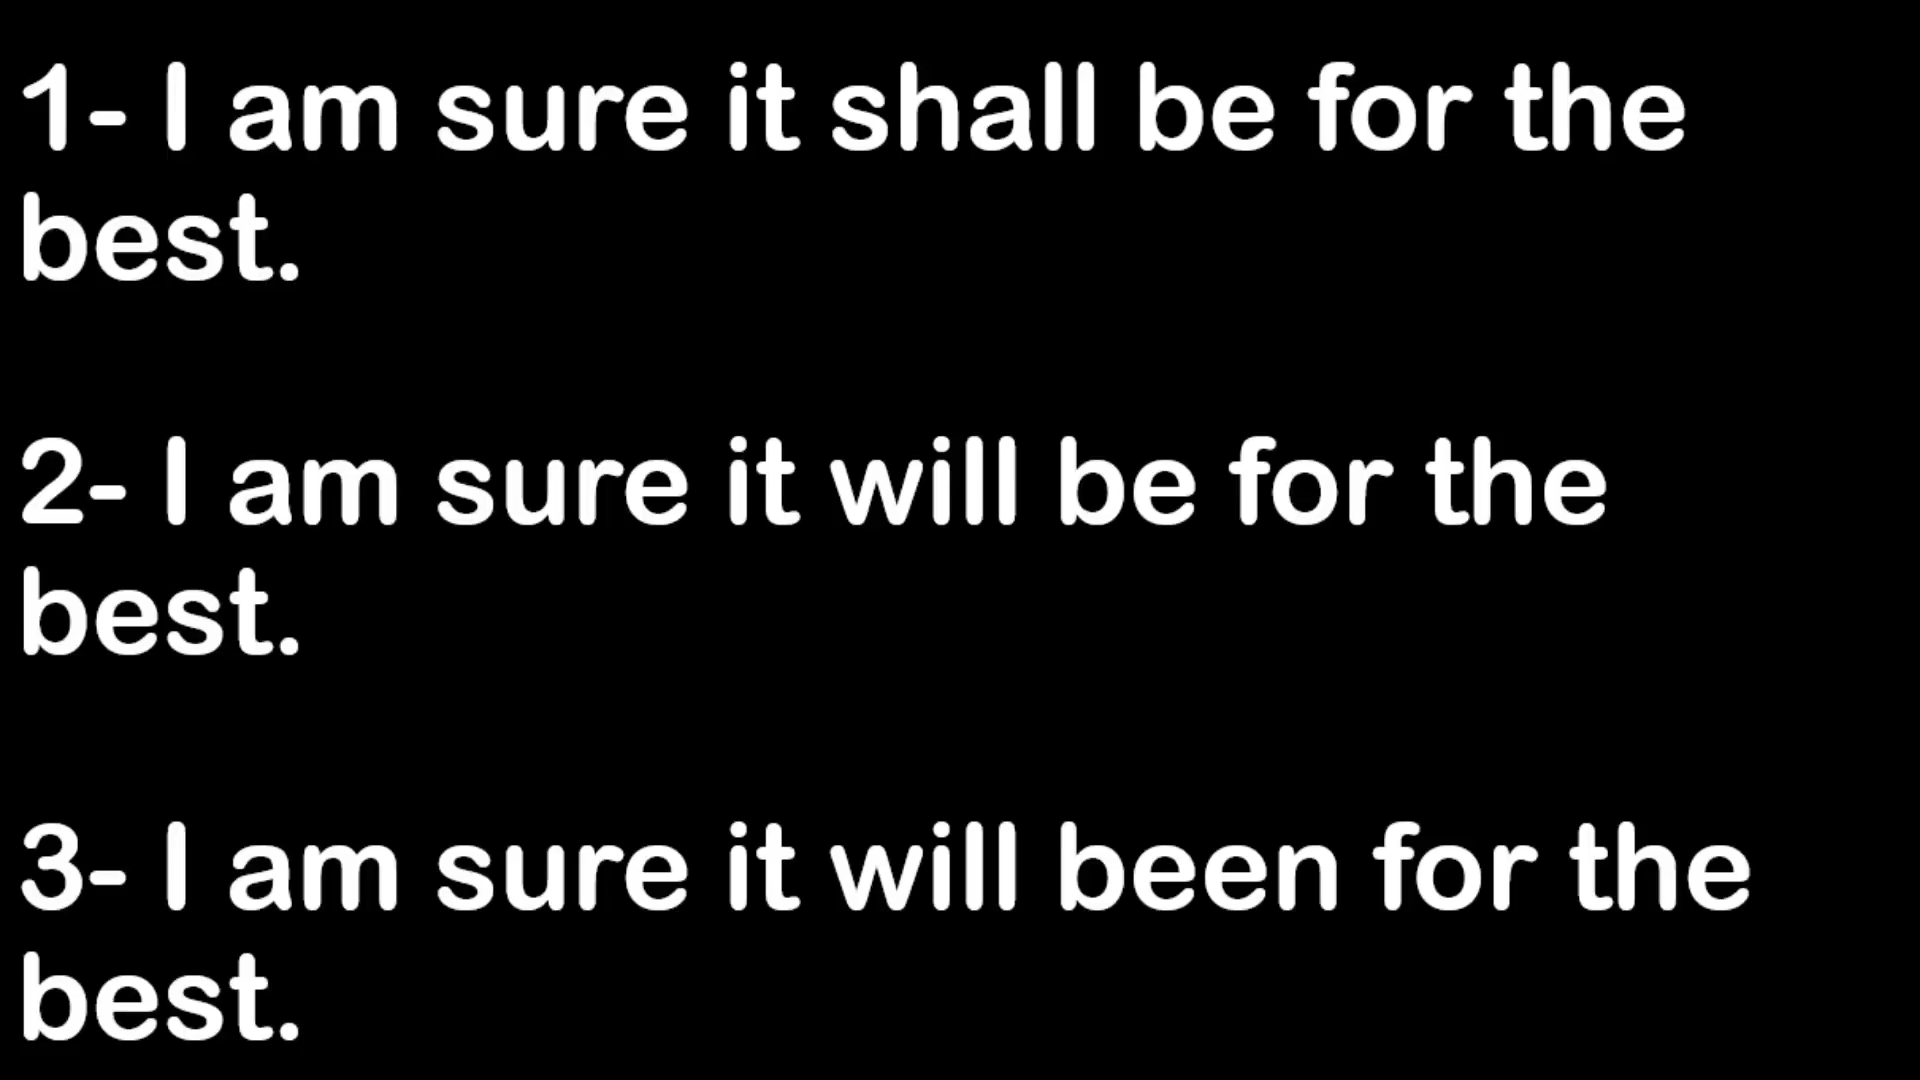 1- I am sure it shall be for the
best.
2- I am sure it will be for the
best.
3- I am sure it will been for the
best.